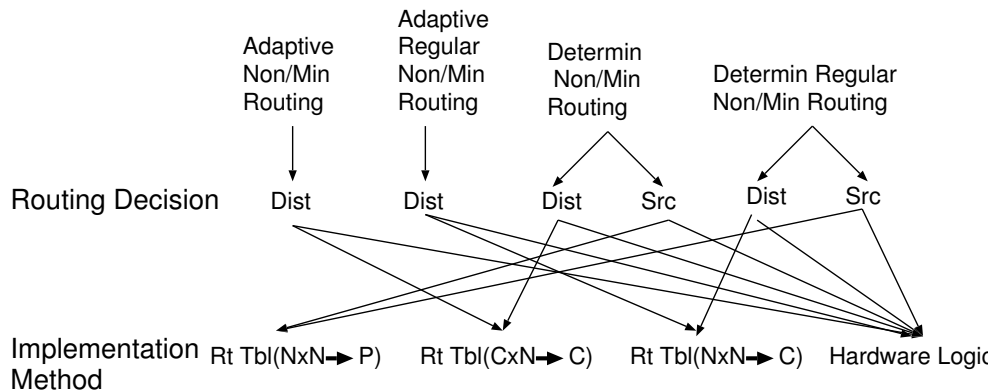 Adaptive
Non/Min
Routing
Adaptive
Regular
Non/Min
Routing
Determin
Non/Min
Routing
Determin Regular
Non/Min Routing
Routing Decision
Dist
Dist
Dist
Src
Dist
Src
Implementation
Method
Rt Tbl(NxN→ P)
Rt Tbl(CxN→ C)
Rt Tbl(NxN→ C)
Hardware Logic